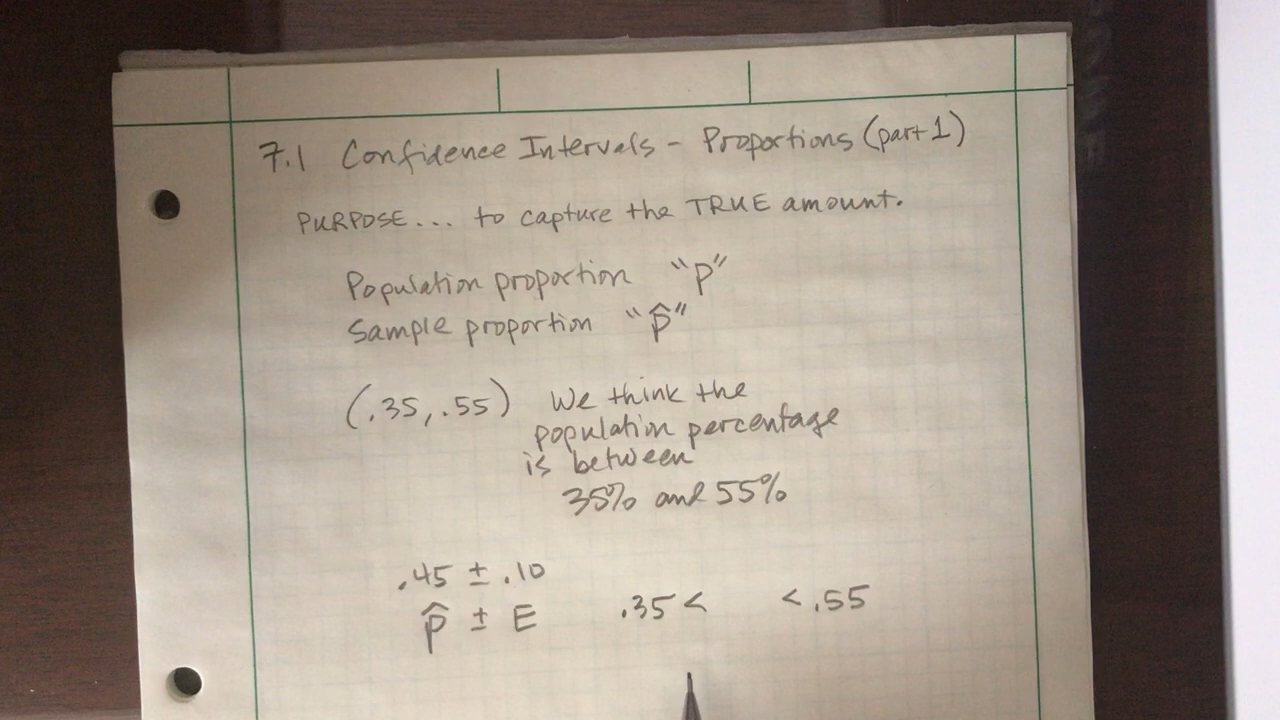 7.1 Confidence Intervals - Proportions (part 1)
PURPOSE... to capture the TRUE amount.
Population proportion "p"
Sample proportion "p̂"
(.35, .55) We think the
population percentage
is between
35% and 55%
.45 ± .10
p̂ ± E .35 < < .55